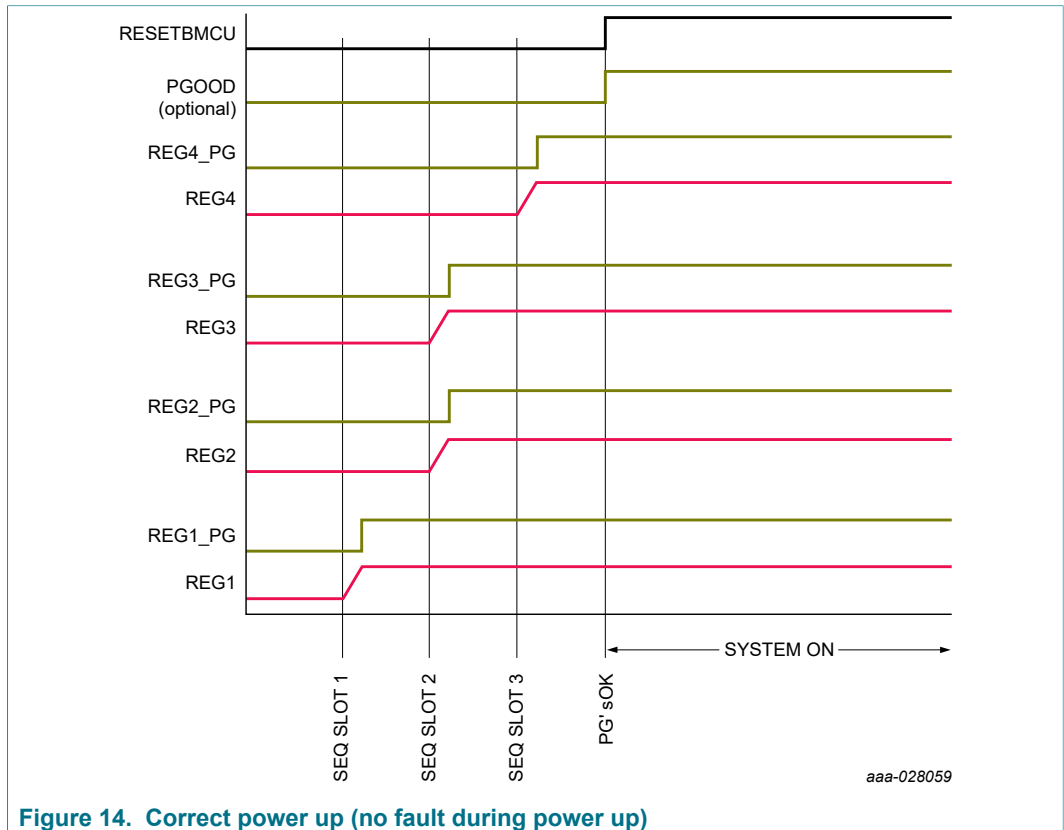 RESETBMCU
PGOOD
(optional)
REG4_PG
REG4
REG3_PG
REG3
REG2_PG
REG2
REG1_PG
REG1
SYSTEM ON
SEQ SLOT 1
SEQ SLOT 2
SEQ SLOT 3
PG' sOK
aaa-028059
Figure 14. Correct power up (no fault during power up)